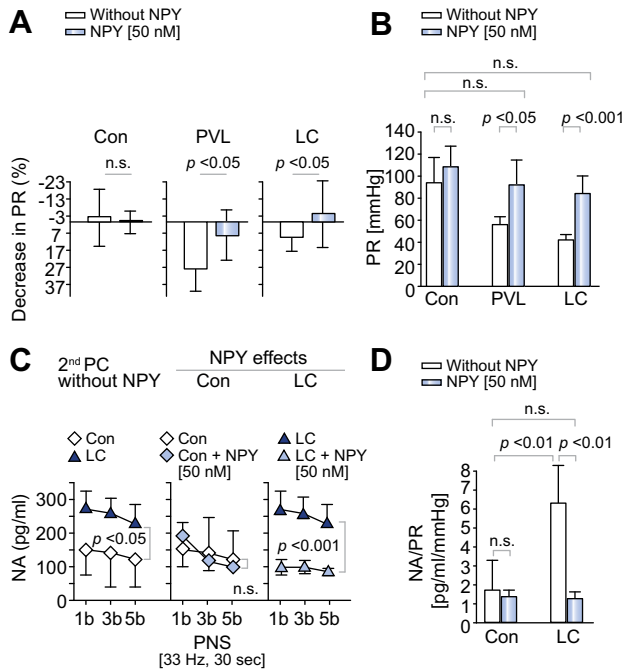 A
Without NPY
NPY [50 nM]
Con
PVL
LC
n.s.
p <0.05
p <0.05
Decrease in PR (%)
-23
-13
-3
7
17
27
37
B
Without NPY
NPY [50 nM]
n.s.
n.s.
n.s.
p <0.05
p <0.001
PR [mmHg]
140
120
100
80
60
40
20
0
Con
PVL
LC
C
2nd PC
without NPY
NPY effects
Con
LC
Con
LC
Con
Con + NPY
[50 nM]
LC
LC + NPY
[50 nM]
NA (pg/ml)
300
200
100
0
p <0.05
n.s.
p <0.001
1b 3b 5b
1b 3b 5b
1b 3b 5b
PNS
[33 Hz, 30 sec]
D
Without NPY
NPY [50 nM]
n.s.
p <0.01
p <0.01
n.s.
NA/PR
[pg/ml/mmHg]
8
7
6
5
4
3
2
1
0
Con
LC